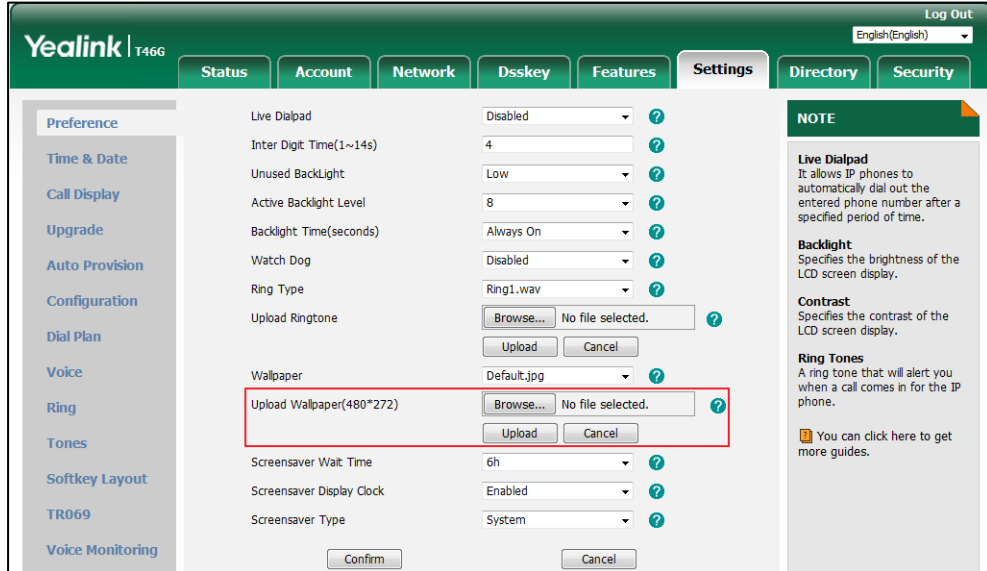 Log Out
Yealink T46G
English(English)
Status Account Network Dsskey Features Settings Directory Security
Preference
Time & Date
Call Display
Upgrade
Auto Provision
Configuration
Dial Plan
Voice
Ring
Tones
Softkey Layout
TR069
Voice Monitoring
Live Dialpad Disabled ?
Inter Digit Time(1~14s) 4 ?
Unused BackLight Low ?
Active Backlight Level 8 ?
Backlight Time(seconds) Always On ?
Watch Dog Disabled ?
Ring Type Ring1.wav ?
Upload Ringtone Browse... No file selected. ?
Upload Cancel
Wallpaper Default.jpg ?
Upload Wallpaper(480*272) Browse... No file selected. ?
Upload Cancel
Screensaver Wait Time 6h ?
Screensaver Display Clock Enabled ?
Screensaver Type System ?
Confirm Cancel
NOTE
Live Dialpad
It allows IP phones to
automatically dial out the
entered phone number after a
specified period of time.
Backlight
Specifies the brightness of the
LCD screen display.
Contrast
Specifies the contrast of the
LCD screen display.
Ring Tones
A ring tone that will alert you
when a call comes in for the IP
phone.
? You can click here to get
more guides.